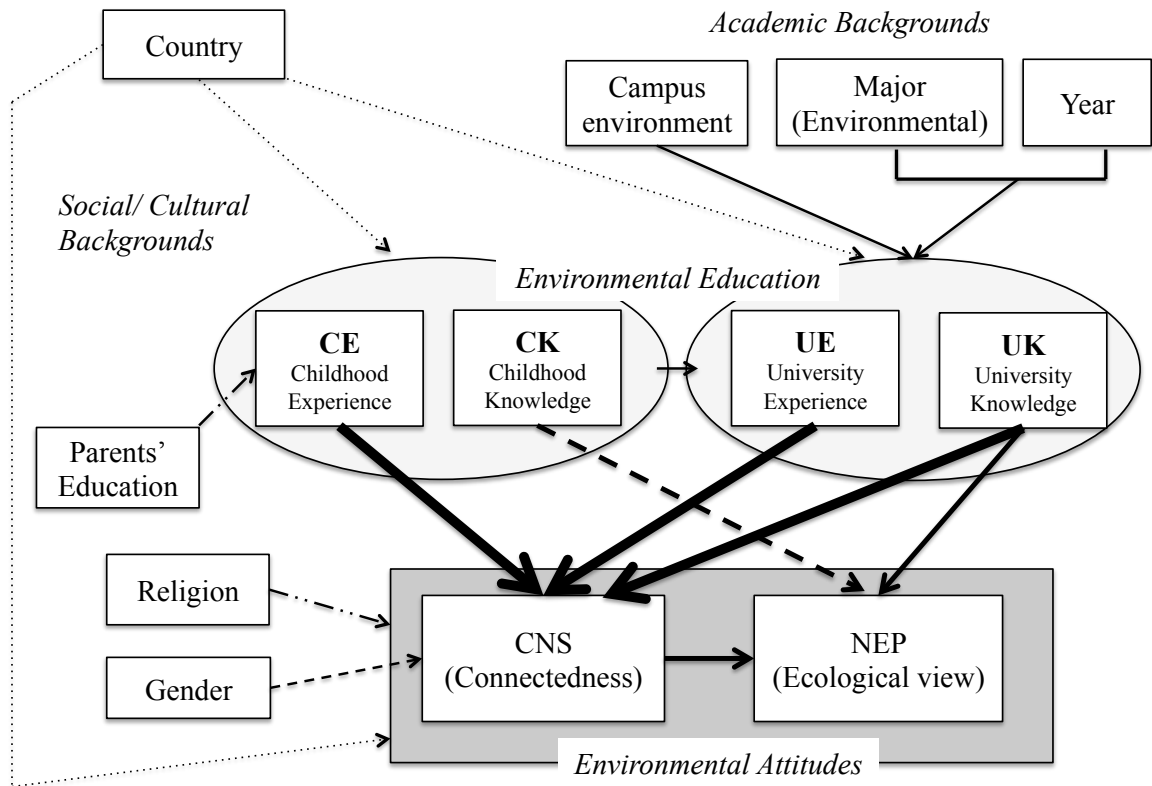 Academic Backgrounds
Country
Campus
environment
Major
(Environmental)
Year
Social/ Cultural
Backgrounds
Environmental Education
CE
Childhood
Experience
CK
Childhood
Knowledge
UE
University
Experience
UK
University
Knowledge
Parents’
Education
Religion
Gender
CNS
(Connectedness)
NEP
(Ecological view)
Environmental Attitudes